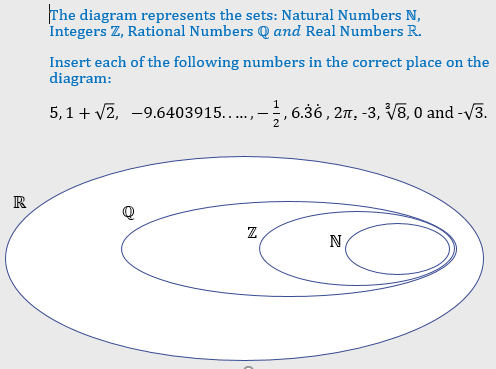 The diagram represents the sets: Natural Numbers ℕ,
Integers ℤ, Rational Numbers ℚ and Real Numbers ℝ.
Insert each of the following numbers in the correct place on the
diagram:
5, 1 + √2, −9.6403915. . … , − 1/2 , 6.3̇6̇ , 2π, -3, ∛8, 0 and -√3.
ℝ
ℚ
ℤ
ℕ